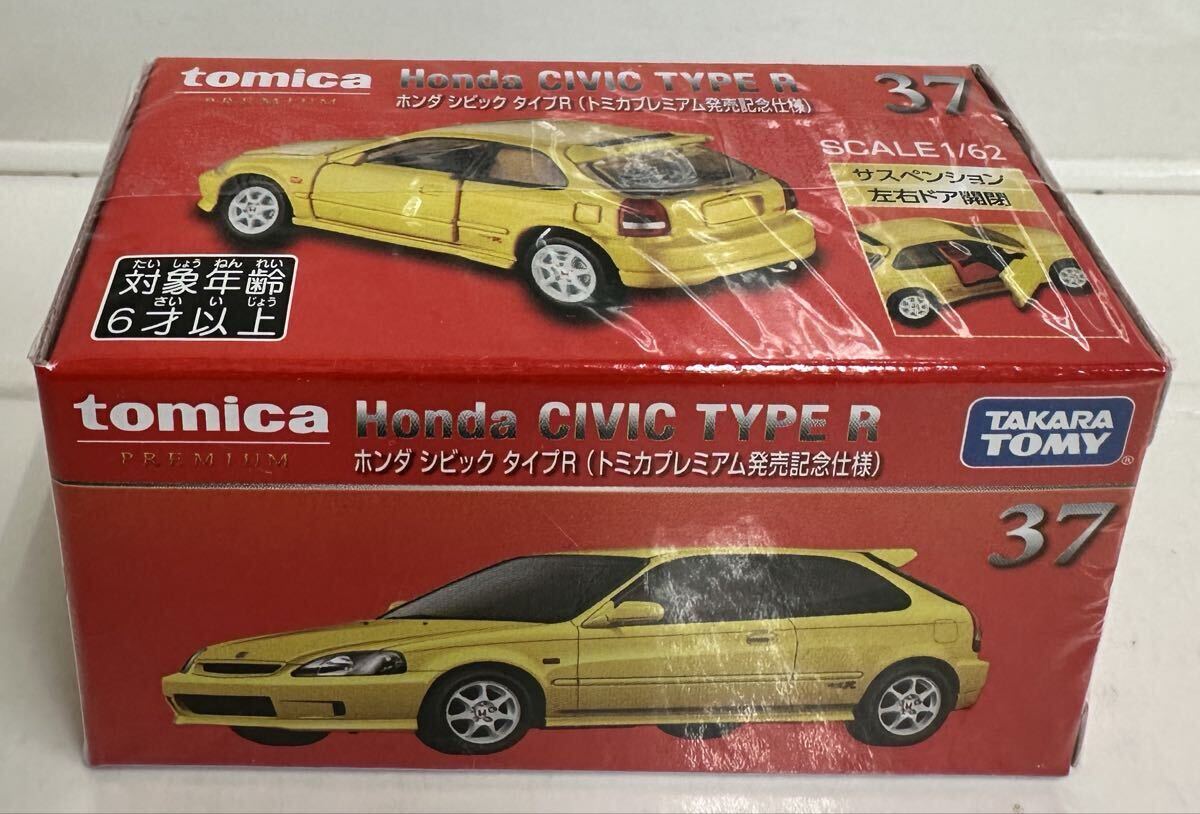 tomica
PREMIUM
Honda CIVIC TYPE R
ホンダ シビック タイプR（トミカプレミアム発売記念仕様）
37
SCALE 1/62
サスペンション
左右ドア開閉
たいしょうねんれい
対象年齢
さいいじょう
6才以上
tomica
PREMIUM
Honda CIVIC TYPE R
ホンダ シビック タイプR（トミカプレミアム発売記念仕様）
TAKARA
TOMY
®
37